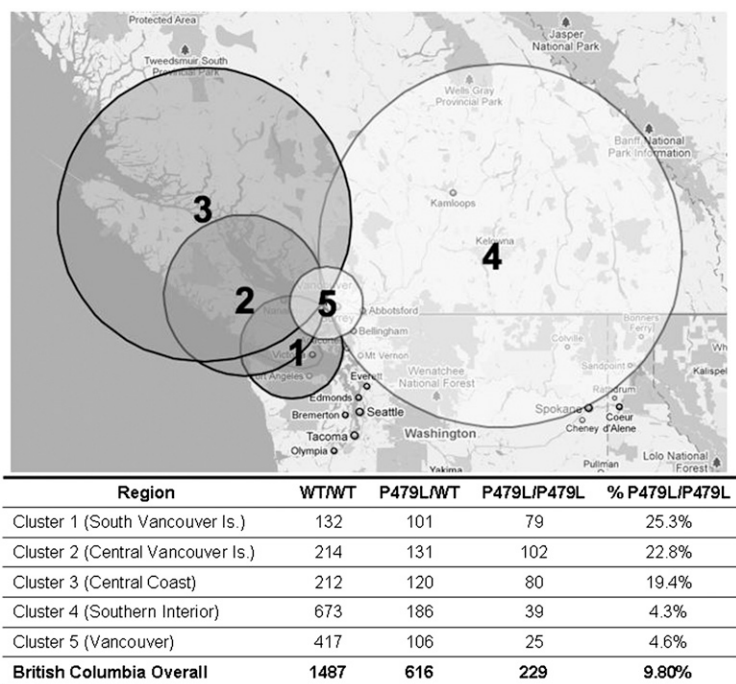 Protected Area
Jasper
National Park
Tweedsmuir South
Provincial Park
Wells Gray
Provincial Park
Banff National
Park Information
3
Kamloops
Kelowna
4
2
5
Abbotsford
Bellingham
1
Mt Vernon
Port Angeles
Everett
Wenatchee
National Forest
Colville
Bonners
Ferry
Sandpoint
Kalispel
Edmonds
Bremerton
Seattle
Spokane
Coeur
d'Alene
Cheney
Tacoma
Washington
Olympia
Yakima
Pullman
Lolo National
Forest
Region WT/WT P479L/WT P479L/P479L % P479L/P479L
Cluster 1 (South Vancouver Is.) 132 101 79 25.3%
Cluster 2 (Central Vancouver Is.) 214 131 102 22.8%
Cluster 3 (Central Coast) 212 120 80 19.4%
Cluster 4 (Southern Interior) 673 186 39 4.3%
Cluster 5 (Vancouver) 417 106 25 4.6%
British Columbia Overall 1487 616 229 9.80%